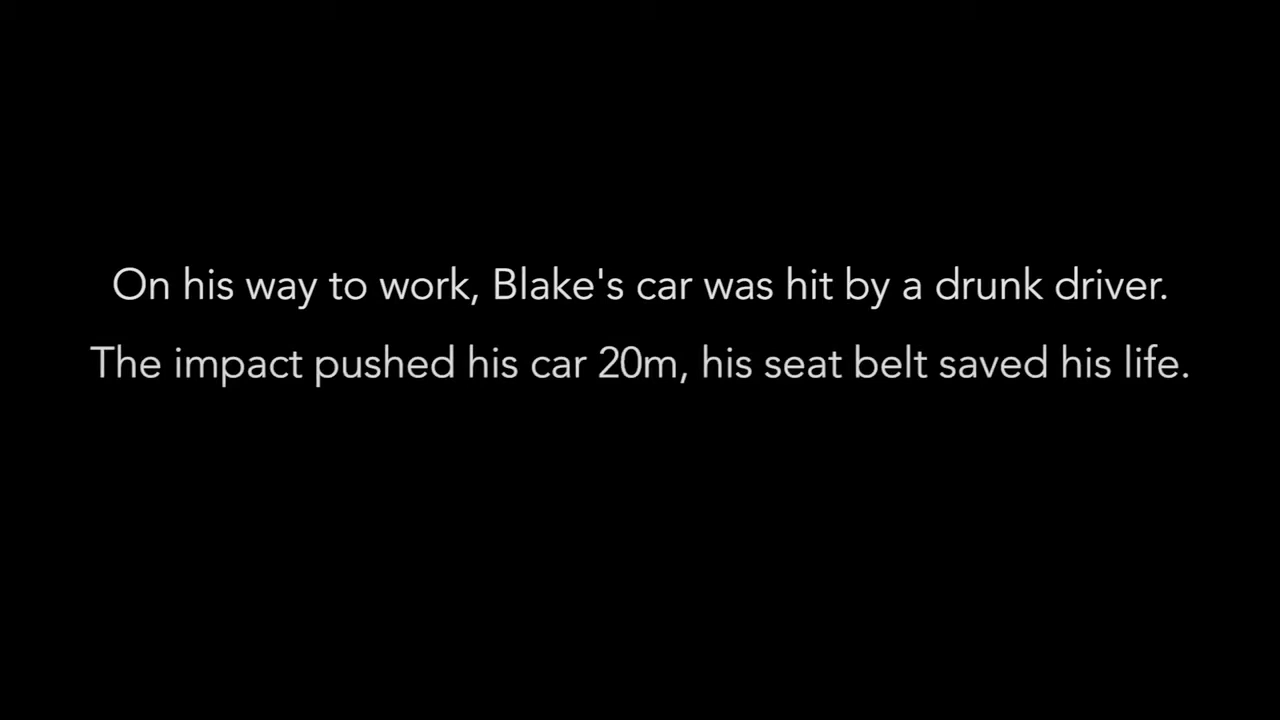 On his way to work, Blake's car was hit by a drunk driver.
The impact pushed his car 20m, his seat belt saved his life.